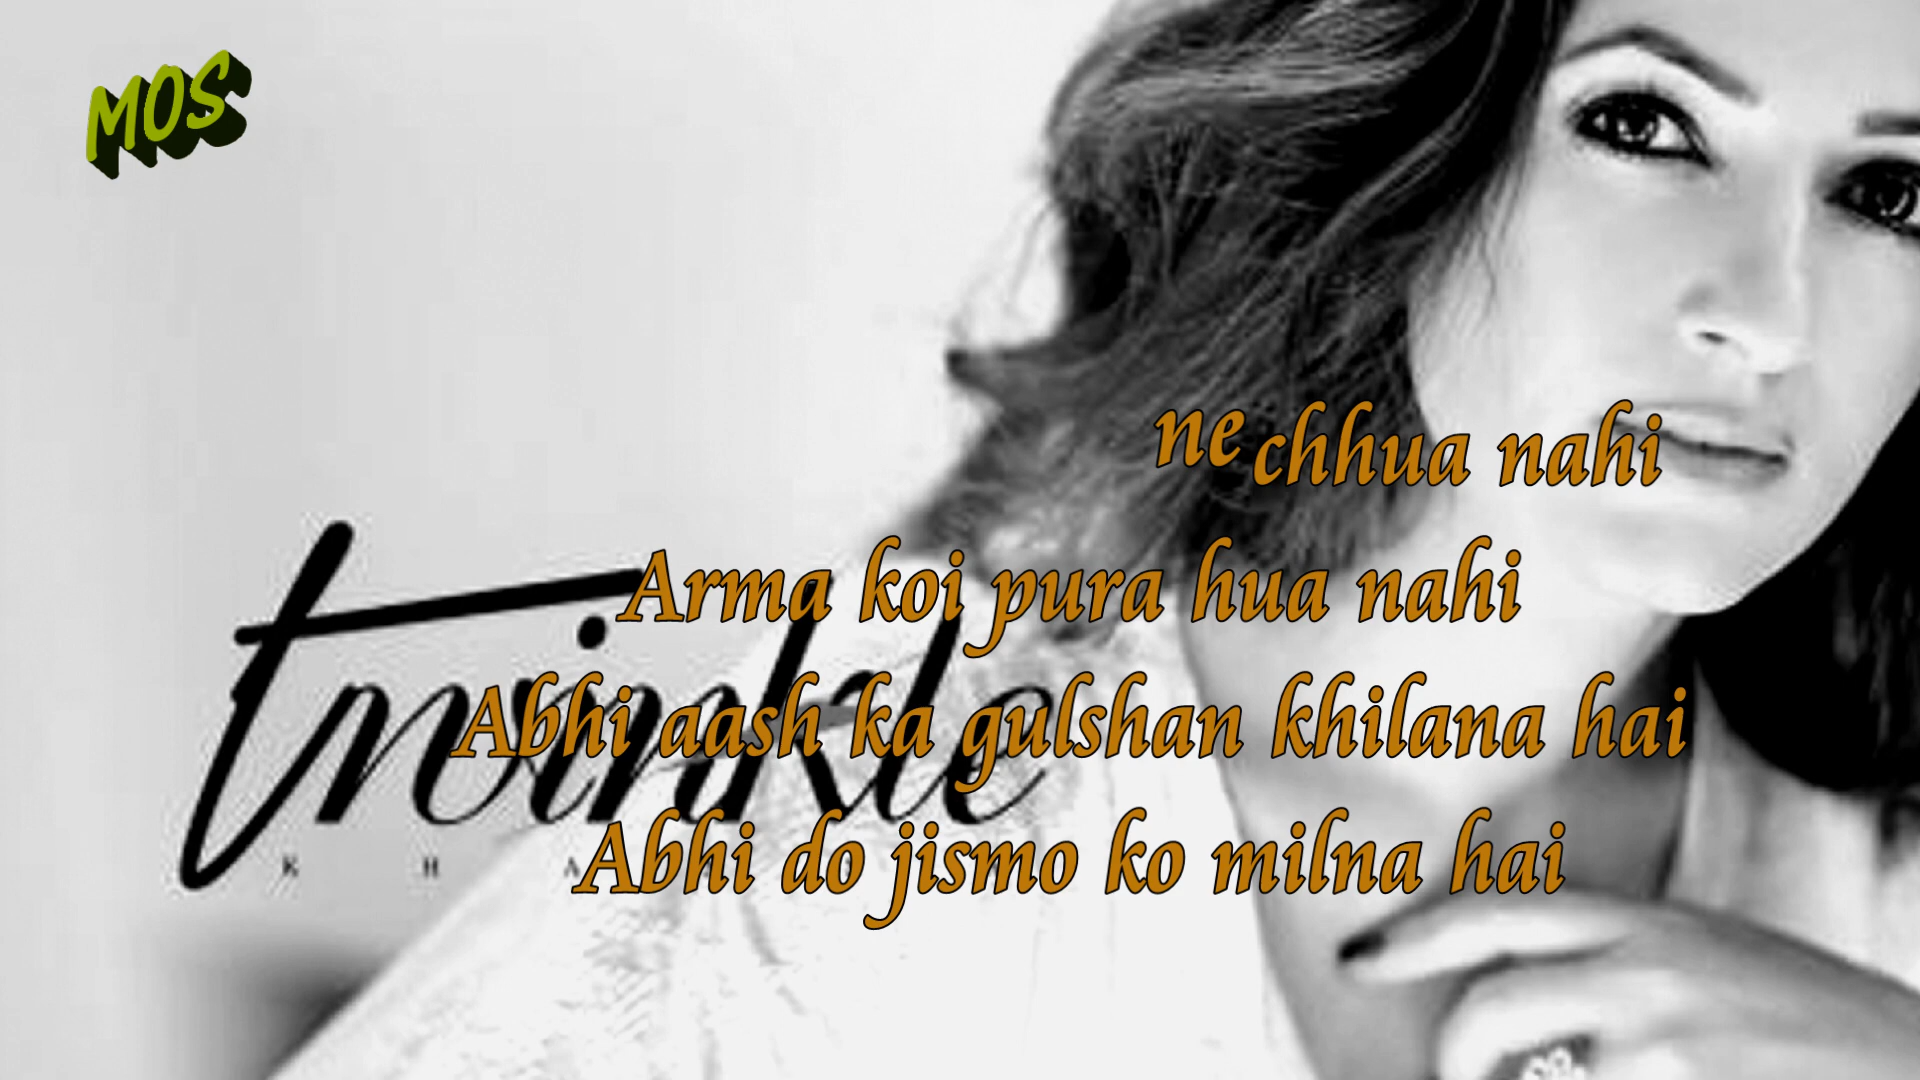 MOS
ne chhua nahi
Arma koi pura hua nahi
twinkle
Abhi aash ka gulshan khilana hai
K H A
Abhi do jismo ko milna hai